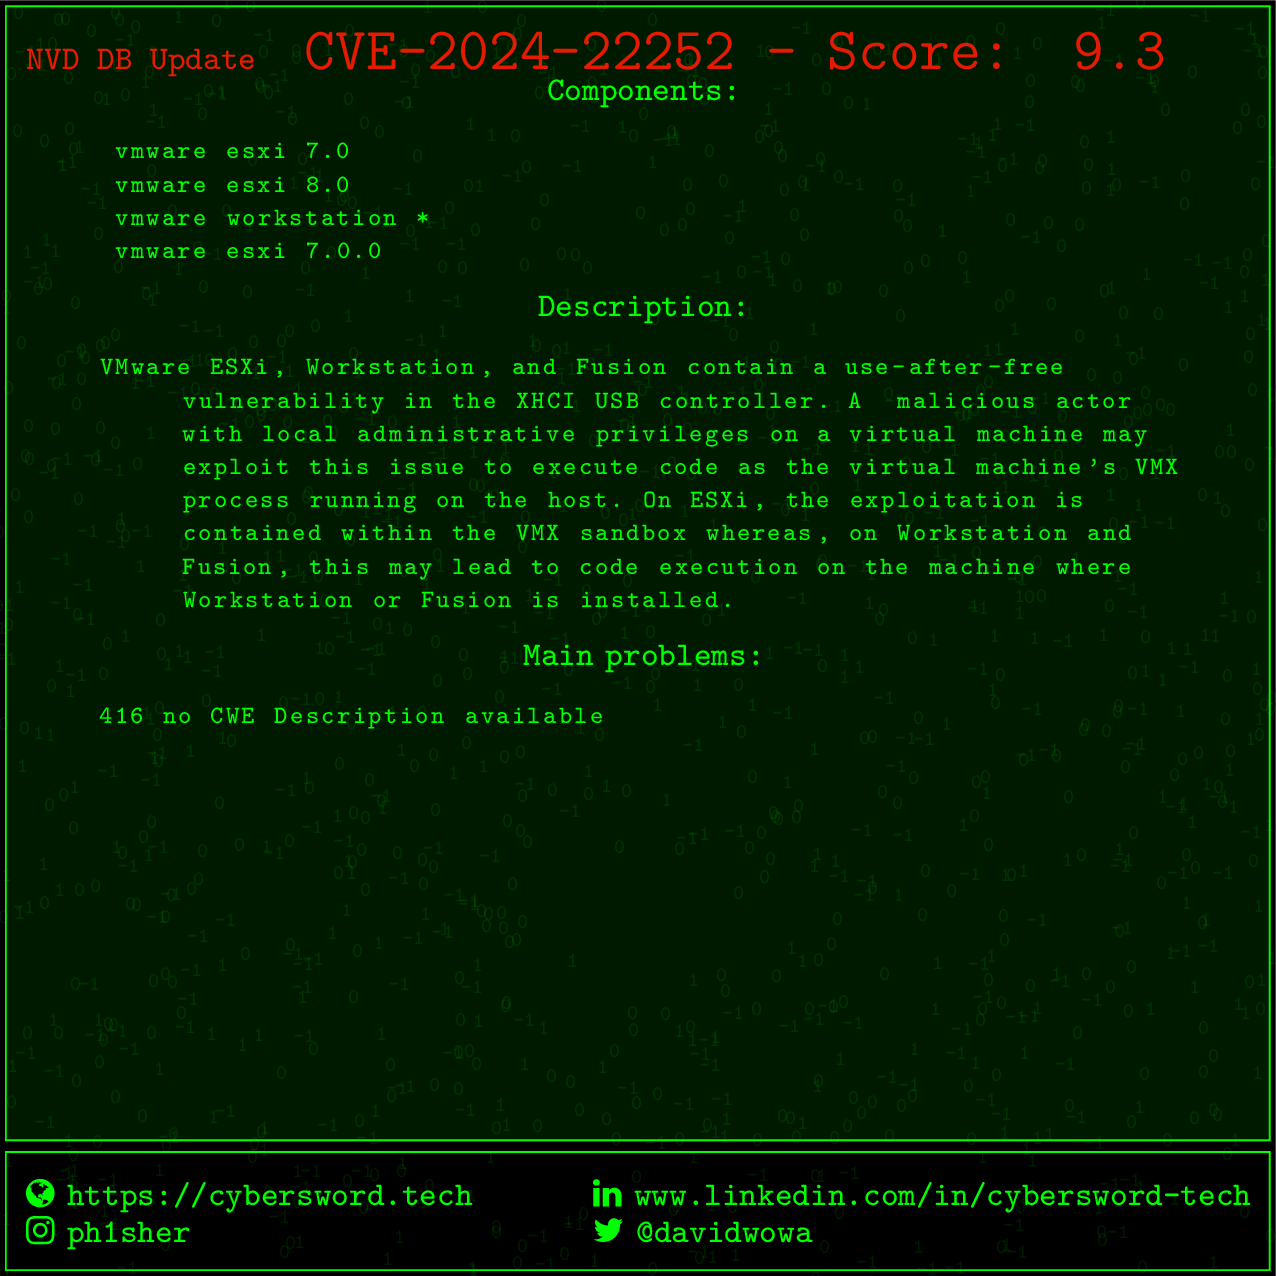 NVD DB Update CVE-2024-22252 - Score: 9.3
Components:
vmware esxi 7.0
vmware esxi 8.0
vmware workstation *
vmware esxi 7.0.0
Description:
VMware ESXi, Workstation, and Fusion contain a use-after-free
vulnerability in the XHCI USB controller. A malicious actor
with local administrative privileges on a virtual machine may
exploit this issue to execute code as the virtual machine's VMX
process running on the host. On ESXi, the exploitation is
contained within the VMX sandbox whereas, on Workstation and
Fusion, this may lead to code execution on the machine where
Workstation or Fusion is installed.
Main problems:
416 no CWE Description available
https://cybersword.tech
www.linkedin.com/in/cybersword-tech
ph1sher
@davidwowa